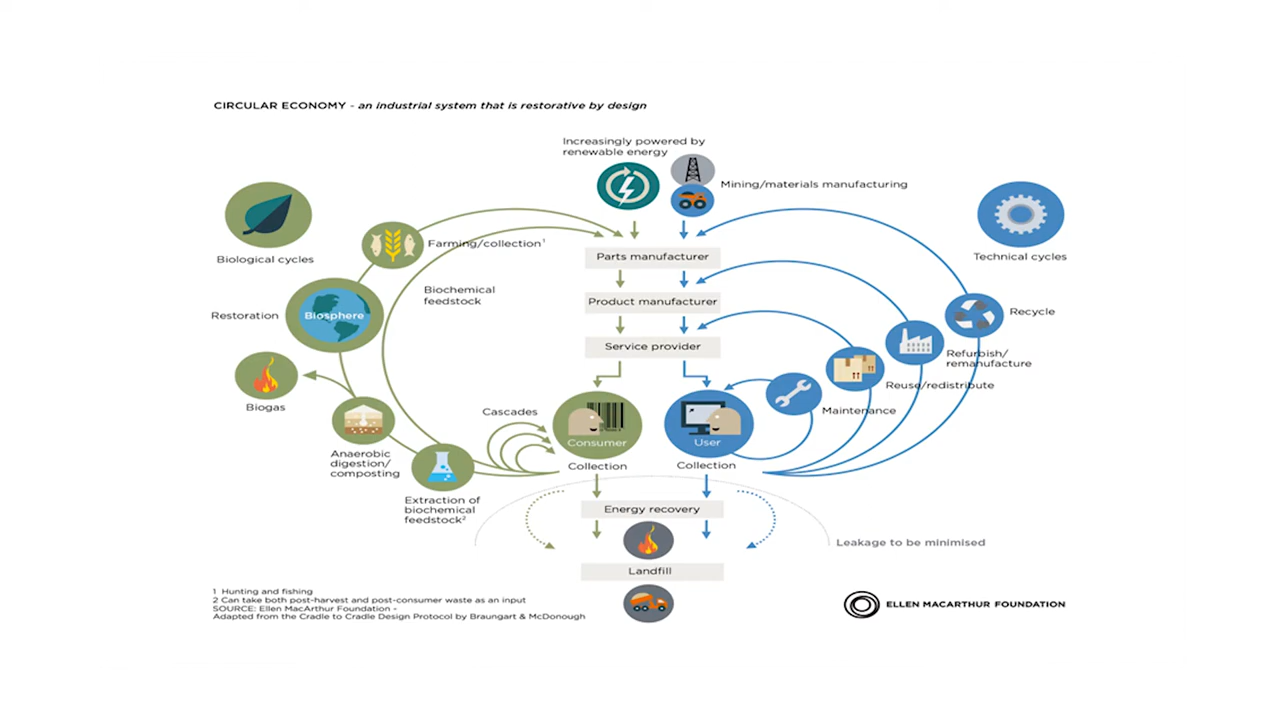 CIRCULAR ECONOMY - an industrial system that is restorative by design
Increasingly powered by
renewable energy
Mining/materials manufacturing
Biological cycles
Farming/collection¹
Technical cycles
Parts manufacturer
Biochemical
feedstock
Product manufacturer
Restoration
Biosphere
Recycle
Service provider
Refurbish/
remanufacture
Reuse/redistribute
Biogas
Cascades
Maintenance
Consumer
User
Anaerobic
digestion/
composting
Collection
Collection
Extraction of
biochemical
feedstock²
Energy recovery
Leakage to be minimised
Landfill
1 Hunting and fishing
2 Can take both post-harvest and post-consumer waste as an input
SOURCE: Ellen MacArthur Foundation -
Adapted from the Cradle to Cradle Design Protocol by Braungart & McDonough
ELLEN MACARTHUR FOUNDATION